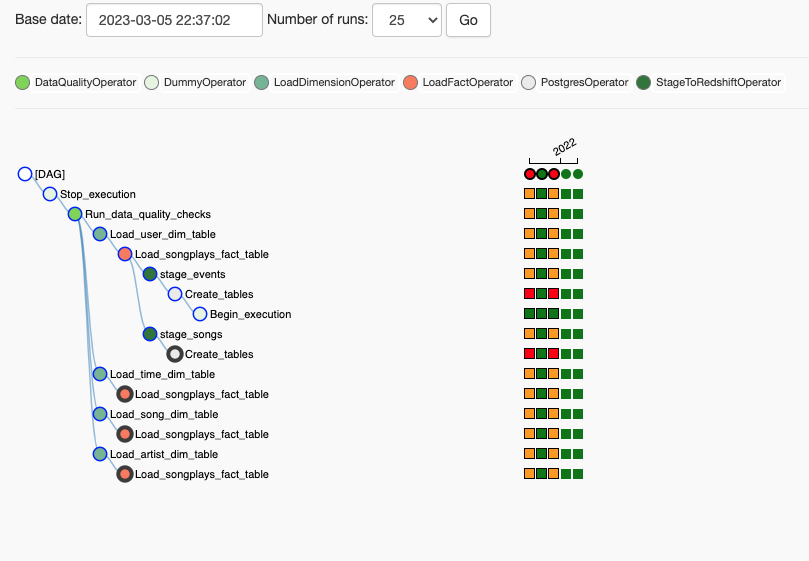 Base date: 2023-03-05 22:37:02 Number of runs: 25 Go
DataQualityOperator DummyOperator LoadDimensionOperator LoadFactOperator PostgresOperator StageToRedshiftOperator
2022
[DAG]
Stop_execution
Run_data_quality_checks
Load_user_dim_table
Load_songplays_fact_table
stage_events
Create_tables
Begin_execution
stage_songs
Create_tables
Load_time_dim_table
Load_songplays_fact_table
Load_song_dim_table
Load_songplays_fact_table
Load_artist_dim_table
Load_songplays_fact_table